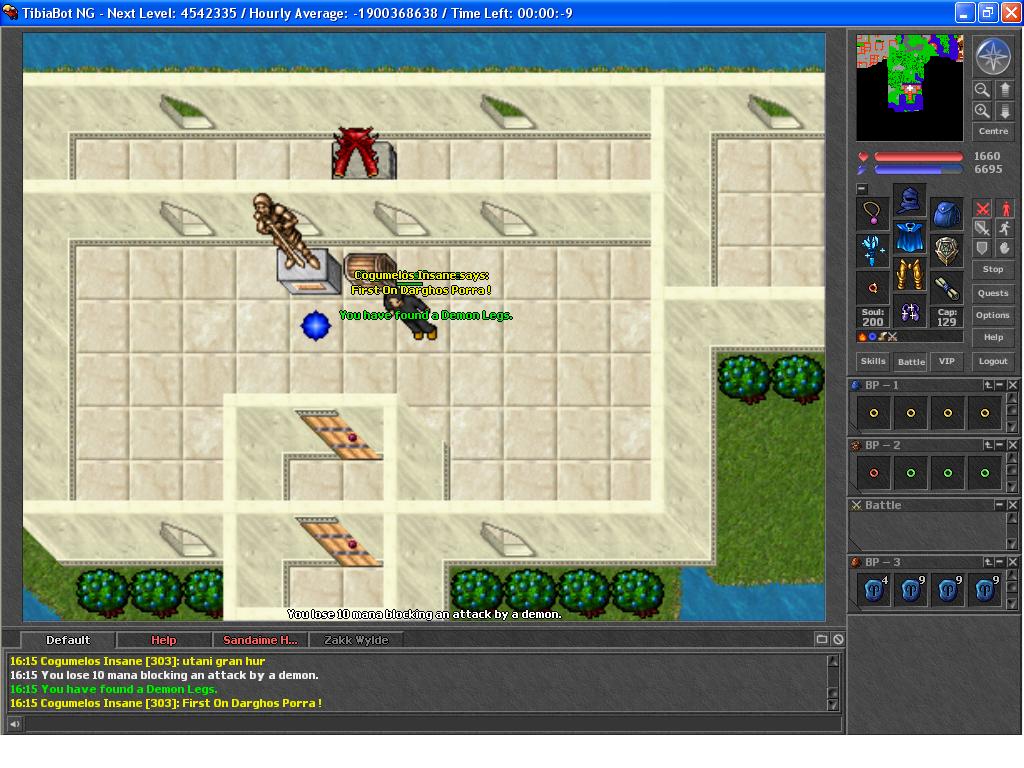 TibiaBot NG - Next Level: 4542335 / Hourly Average: -1900368638 / Time Left: 00:00:-9
Centre
1660
6695
Cogumelos Insane says:
First On Darghos Porra !
You have found a Demon Legs.
Soul:
200
Cap:
129
Stop
Quests
Options
Help
Skills
Battle
VIP
Logout
BP - 1
BP - 2
Battle
BP - 3
4
9
9
9
You lose 10 mana blocking an attack by a demon.
Default
Help
Sandaime H...
Zakk Wylde
16:15 Cogumelos Insane [303]: utani gran hur
16:15 You lose 10 mana blocking an attack by a demon.
16:15 You have found a Demon Legs.
16:15 Cogumelos Insane [303]: First On Darghos Porra !